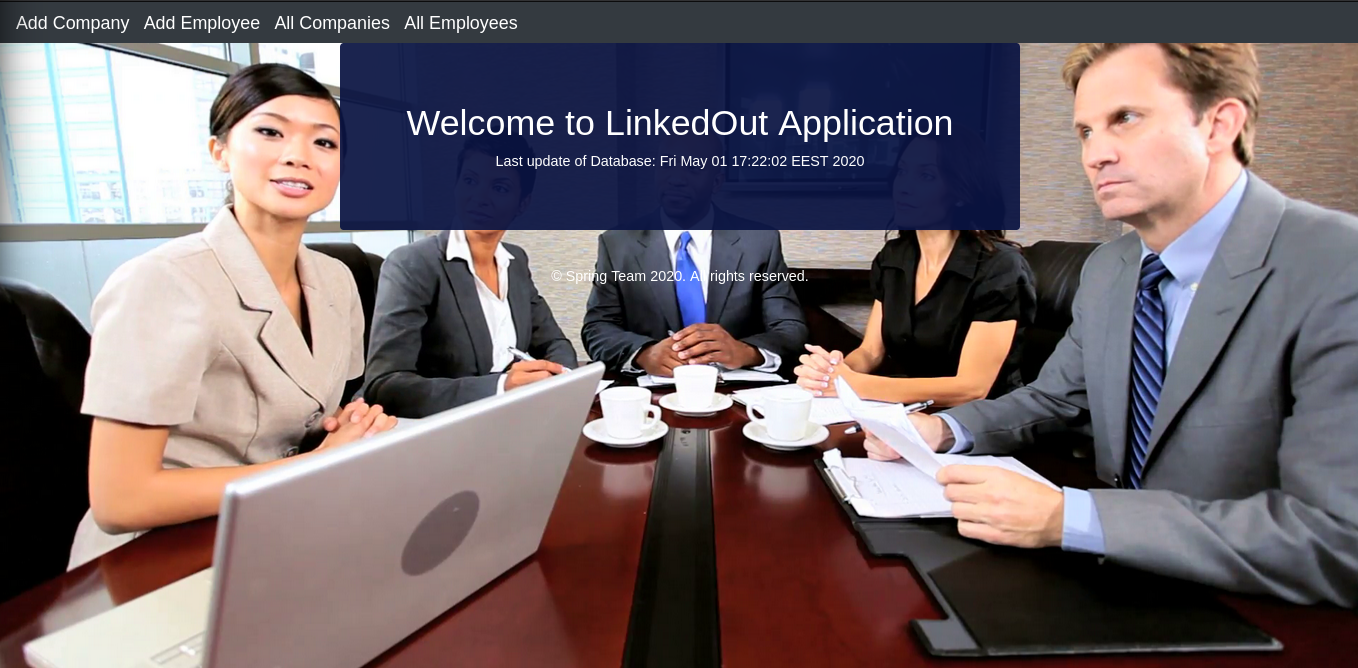 Add Company Add Employee All Companies All Employees
Welcome to LinkedOut Application
Last update of Database: Fri May 01 17:22:02 EEST 2020
© Spring Team 2020. All rights reserved.